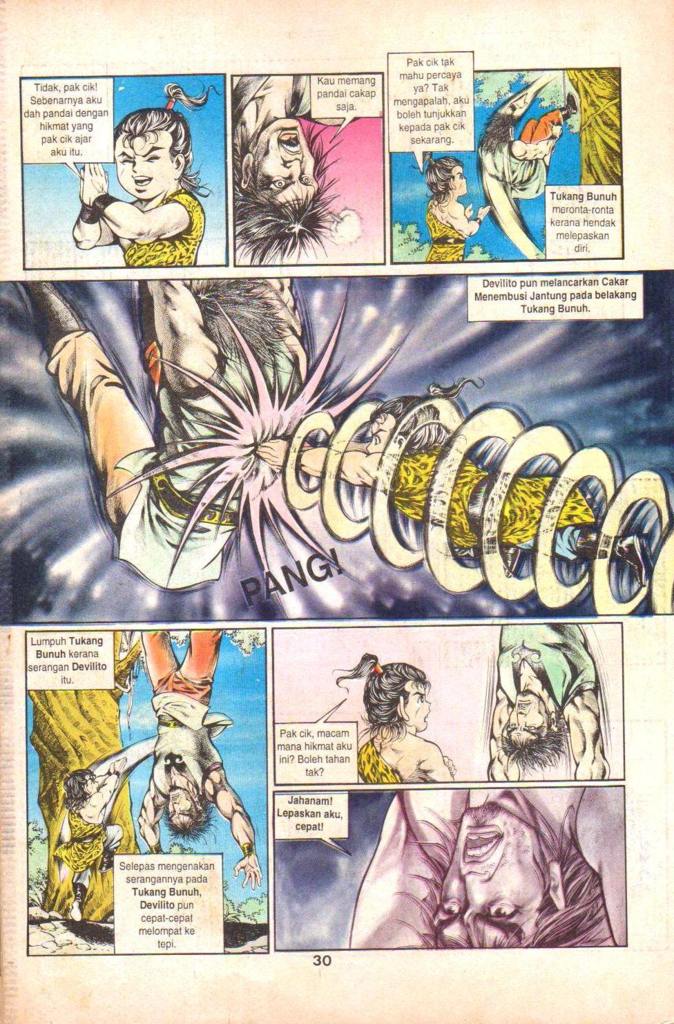 Tidak, pak cik!
Sebenarnya aku
dah pandai dengan
hikmat yang
pak cik ajar
aku itu.
Kau memang
pandai cakap
saja.
Pak cik tak
mahu percaya
ya? Tak
mengapalah, aku
boleh tunjukkan
kepada pak cik
sekarang.
Tukang Bunuh
meronta-ronta
kerana hendak
melepaskan
diri.
Devilito pun melancarkan Cakar
Menembusi Jantung pada belakang
Tukang Bunuh.
PANG!
Lumpuh Tukang
Bunuh kerana
serangan Devilito
itu.
Selepas mengenakan
serangannya pada
Tukang Bunuh,
Devilito pun
cepat-cepat
melompat ke
tepi.
Pak cik, macam
mana hikmat aku
ini? Boleh tahan
tak?
Jahanam!
Lepaskan aku,
cepat!
30